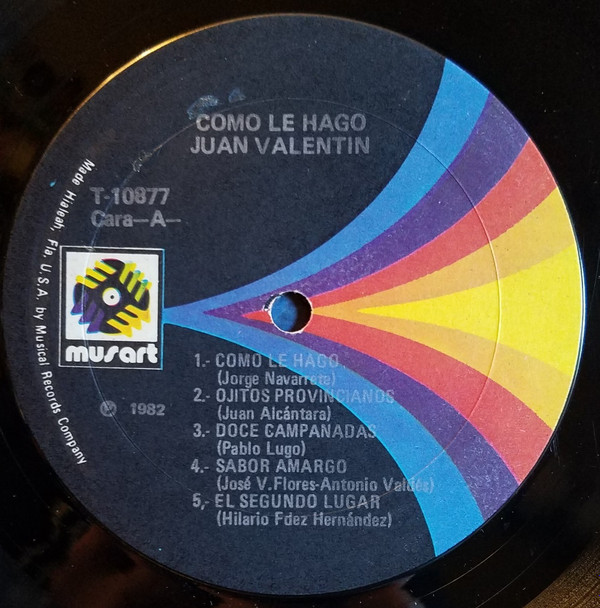 COMO LE HAGO
JUAN VALENTIN
T-10877
Cara—A—
Made Hialeah, Fla. U.S.A. by Musical Records Company
musart
℗ 1982
1.- COMO LE HAGO
(Jorge Navarrete)
2.- OJITOS PROVINCIANOS
(Juan Alcántara)
3.- DOCE CAMPANADAS
(Pablo Lugo)
4.- SABOR AMARGO
(José V.Flores-Antonio Valdés)
5,- EL SEGUNDO LUGAR
(Hilario Fdez Hernández)